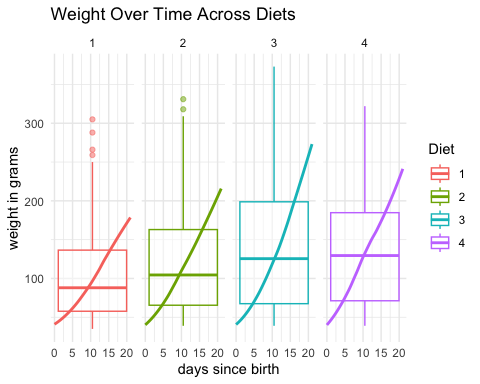 Weight Over Time Across Diets
1 2 3 4
300
200
100
weight in grams
0 5 10 15 20 0 5 10 15 20 0 5 10 15 20 0 5 10 15 20
days since birth
Diet
1
2
3
4